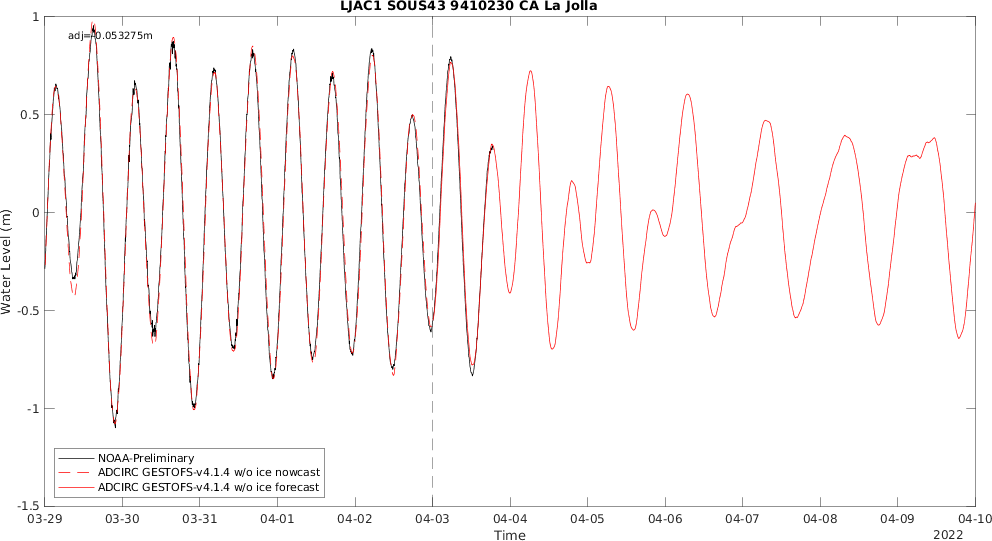 LJAC1 SOUS43 9410230 CA La Jolla
adj=-0.053275m
1
0.5
0
-0.5
-1
-1.5
Water Level (m)
NOAA-Preliminary
ADCIRC GESTOFS-v4.1.4 w/o ice nowcast
ADCIRC GESTOFS-v4.1.4 w/o ice forecast
03-29 03-30 03-31 04-01 04-02 04-03 04-04 04-05 04-06 04-07 04-08 04-09 04-10
Time
2022